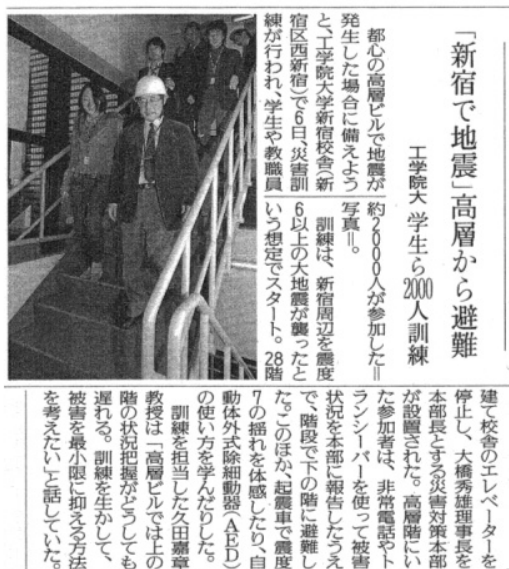 「新宿で地震」高層から避難
工学院大 学生ら2000人訓練
都心の高層ビルで地震が
発生した場合に備えよう
と、工学院大学新宿校舎(新
宿区西新宿)で6日、災害訓
練が行われ、学生や教職員
約2000人が参加した＝
写真＝。
訓練は、新宿周辺を震度
6以上の大地震が襲ったと
いう想定でスタート。28階
建て校舎のエレベーターを
停止し、大橋秀雄理事長を
本部長とする災害対策本部
が設置された。高層階にい
た参加者は、非常電話やト
ランシーバーを使って被害
状況を本部に報告したうえ
で、階段で下の階に避難し
た。このほか、起震車で震度
7の揺れを体感したり、自
動体外式除細動器(AED)
の使い方を学んだりした。
訓練を担当した久田嘉章
教授は「高層ビルでは上の
階の状況把握がどうしても
遅れる。訓練を生かして、
被害を最小限に抑える方法
を考えたい」と話していた。